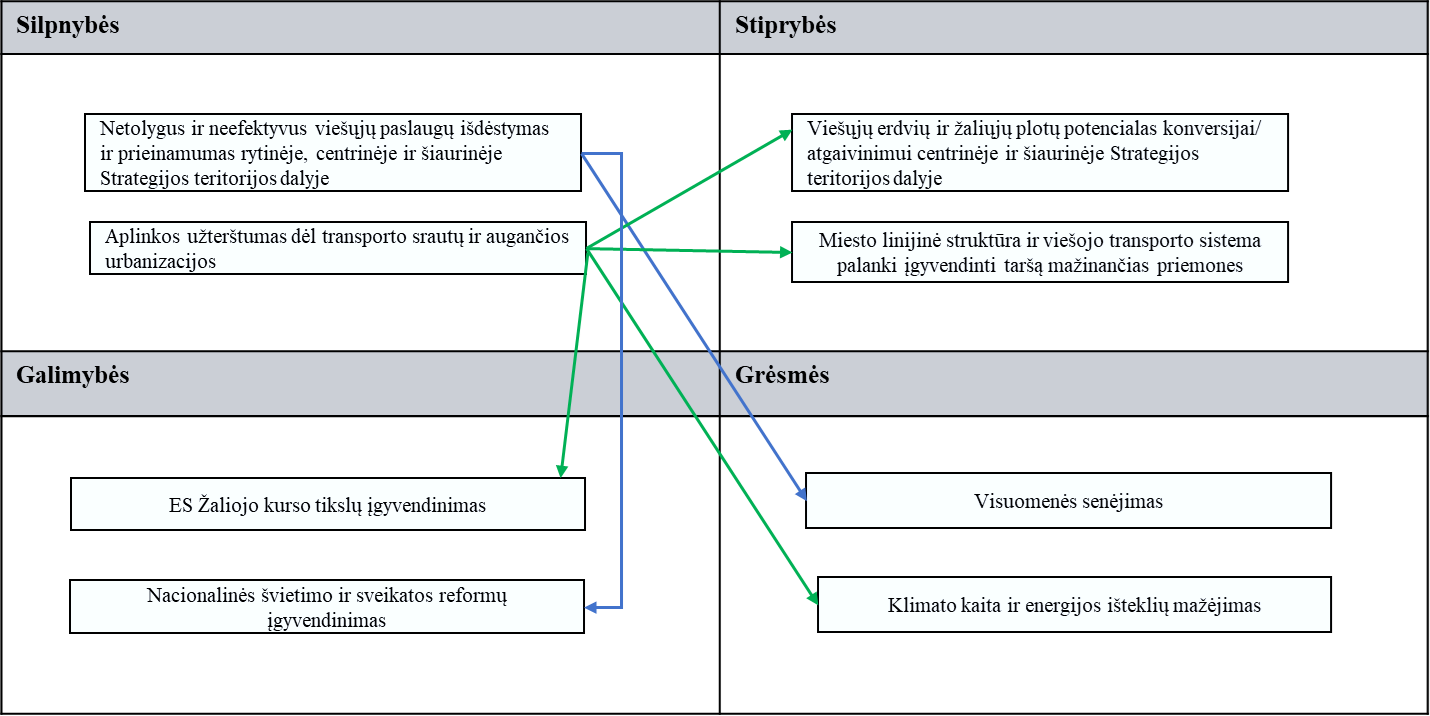 Silpnybės
Stiprybės
Netolygus ir neefektyvus viešųjų paslaugų išdėstymas
ir prieinamumas rytinėje, centrinėje ir šiaurinėje
Strategijos teritorijos dalyje
Viešųjų erdvių ir žaliųjų plotų potencialas konversijai/
atgaivinimui centrinėje ir šiaurinėje Strategijos
teritorijos dalyje
Aplinkos užterštumas dėl transporto srautų ir augančios
urbanizacijos
Miesto linijinė struktūra ir viešojo transporto sistema
palanki įgyvendinti taršą mažinančias priemones
Galimybės
Grėsmės
ES Žaliojo kurso tikslų įgyvendinimas
Visuomenės senėjimas
Nacionalinės švietimo ir sveikatos reformų
įgyvendinimas
Klimato kaita ir energijos išteklių mažėjimas